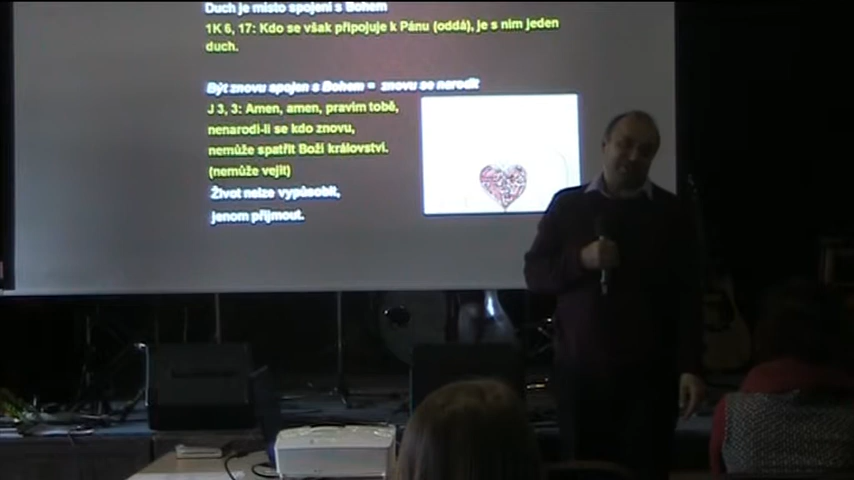 Duch je místo spojení s Bohem
1K 6, 17: Kdo se však připojuje k Pánu (oddá), je s ním jeden
duch.
Být znovu spojen s Bohem = znovu se narodit
J 3, 3: Amen, amen, pravím tobě,
nenarodí-li se kdo znovu,
nemůže spatřit Boží království.
(nemůže vejít)
Život nelze vypůsobit,
jenom přijmout.